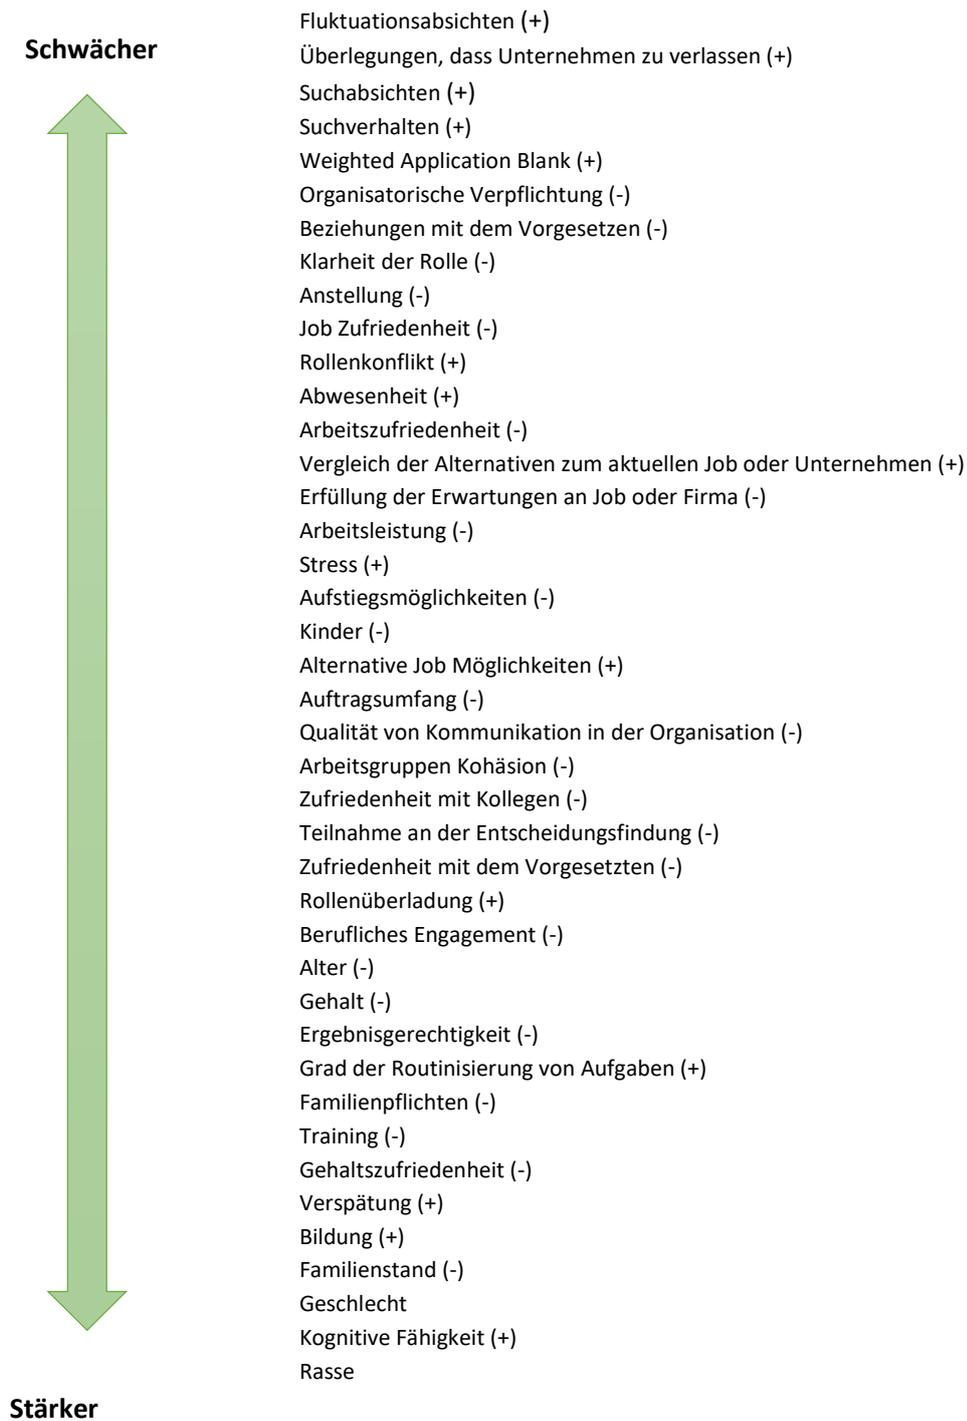 Schwächer
Fluktuationsabsichten (+)
Überlegungen, dass Unternehmen zu verlassen (+)
Suchabsichten (+)
Suchverhalten (+)
Weighted Application Blank (+)
Organisatorische Verpflichtung (-)
Beziehungen mit dem Vorgesetzen (-)
Klarheit der Rolle (-)
Anstellung (-)
Job Zufriedenheit (-)
Rollenkonflikt (+)
Abwesenheit (+)
Arbeitszufriedenheit (-)
Vergleich der Alternativen zum aktuellen Job oder Unternehmen (+)
Erfüllung der Erwartungen an Job oder Firma (-)
Arbeitsleistung (-)
Stress (+)
Aufstiegsmöglichkeiten (-)
Kinder (-)
Alternative Job Möglichkeiten (+)
Auftragsumfang (-)
Qualität von Kommunikation in der Organisation (-)
Arbeitsgruppen Kohäsion (-)
Zufriedenheit mit Kollegen (-)
Teilnahme an der Entscheidungsfindung (-)
Zufriedenheit mit dem Vorgesetzten (-)
Rollenüberladung (+)
Berufliches Engagement (-)
Alter (-)
Gehalt (-)
Ergebnisgerechtigkeit (-)
Grad der Routinisierung von Aufgaben (+)
Familienpflichten (-)
Training (-)
Gehaltszufriedenheit (-)
Verspätung (+)
Bildung (+)
Familienstand (-)
Geschlecht
Kognitive Fähigkeit (+)
Rasse
Stärker